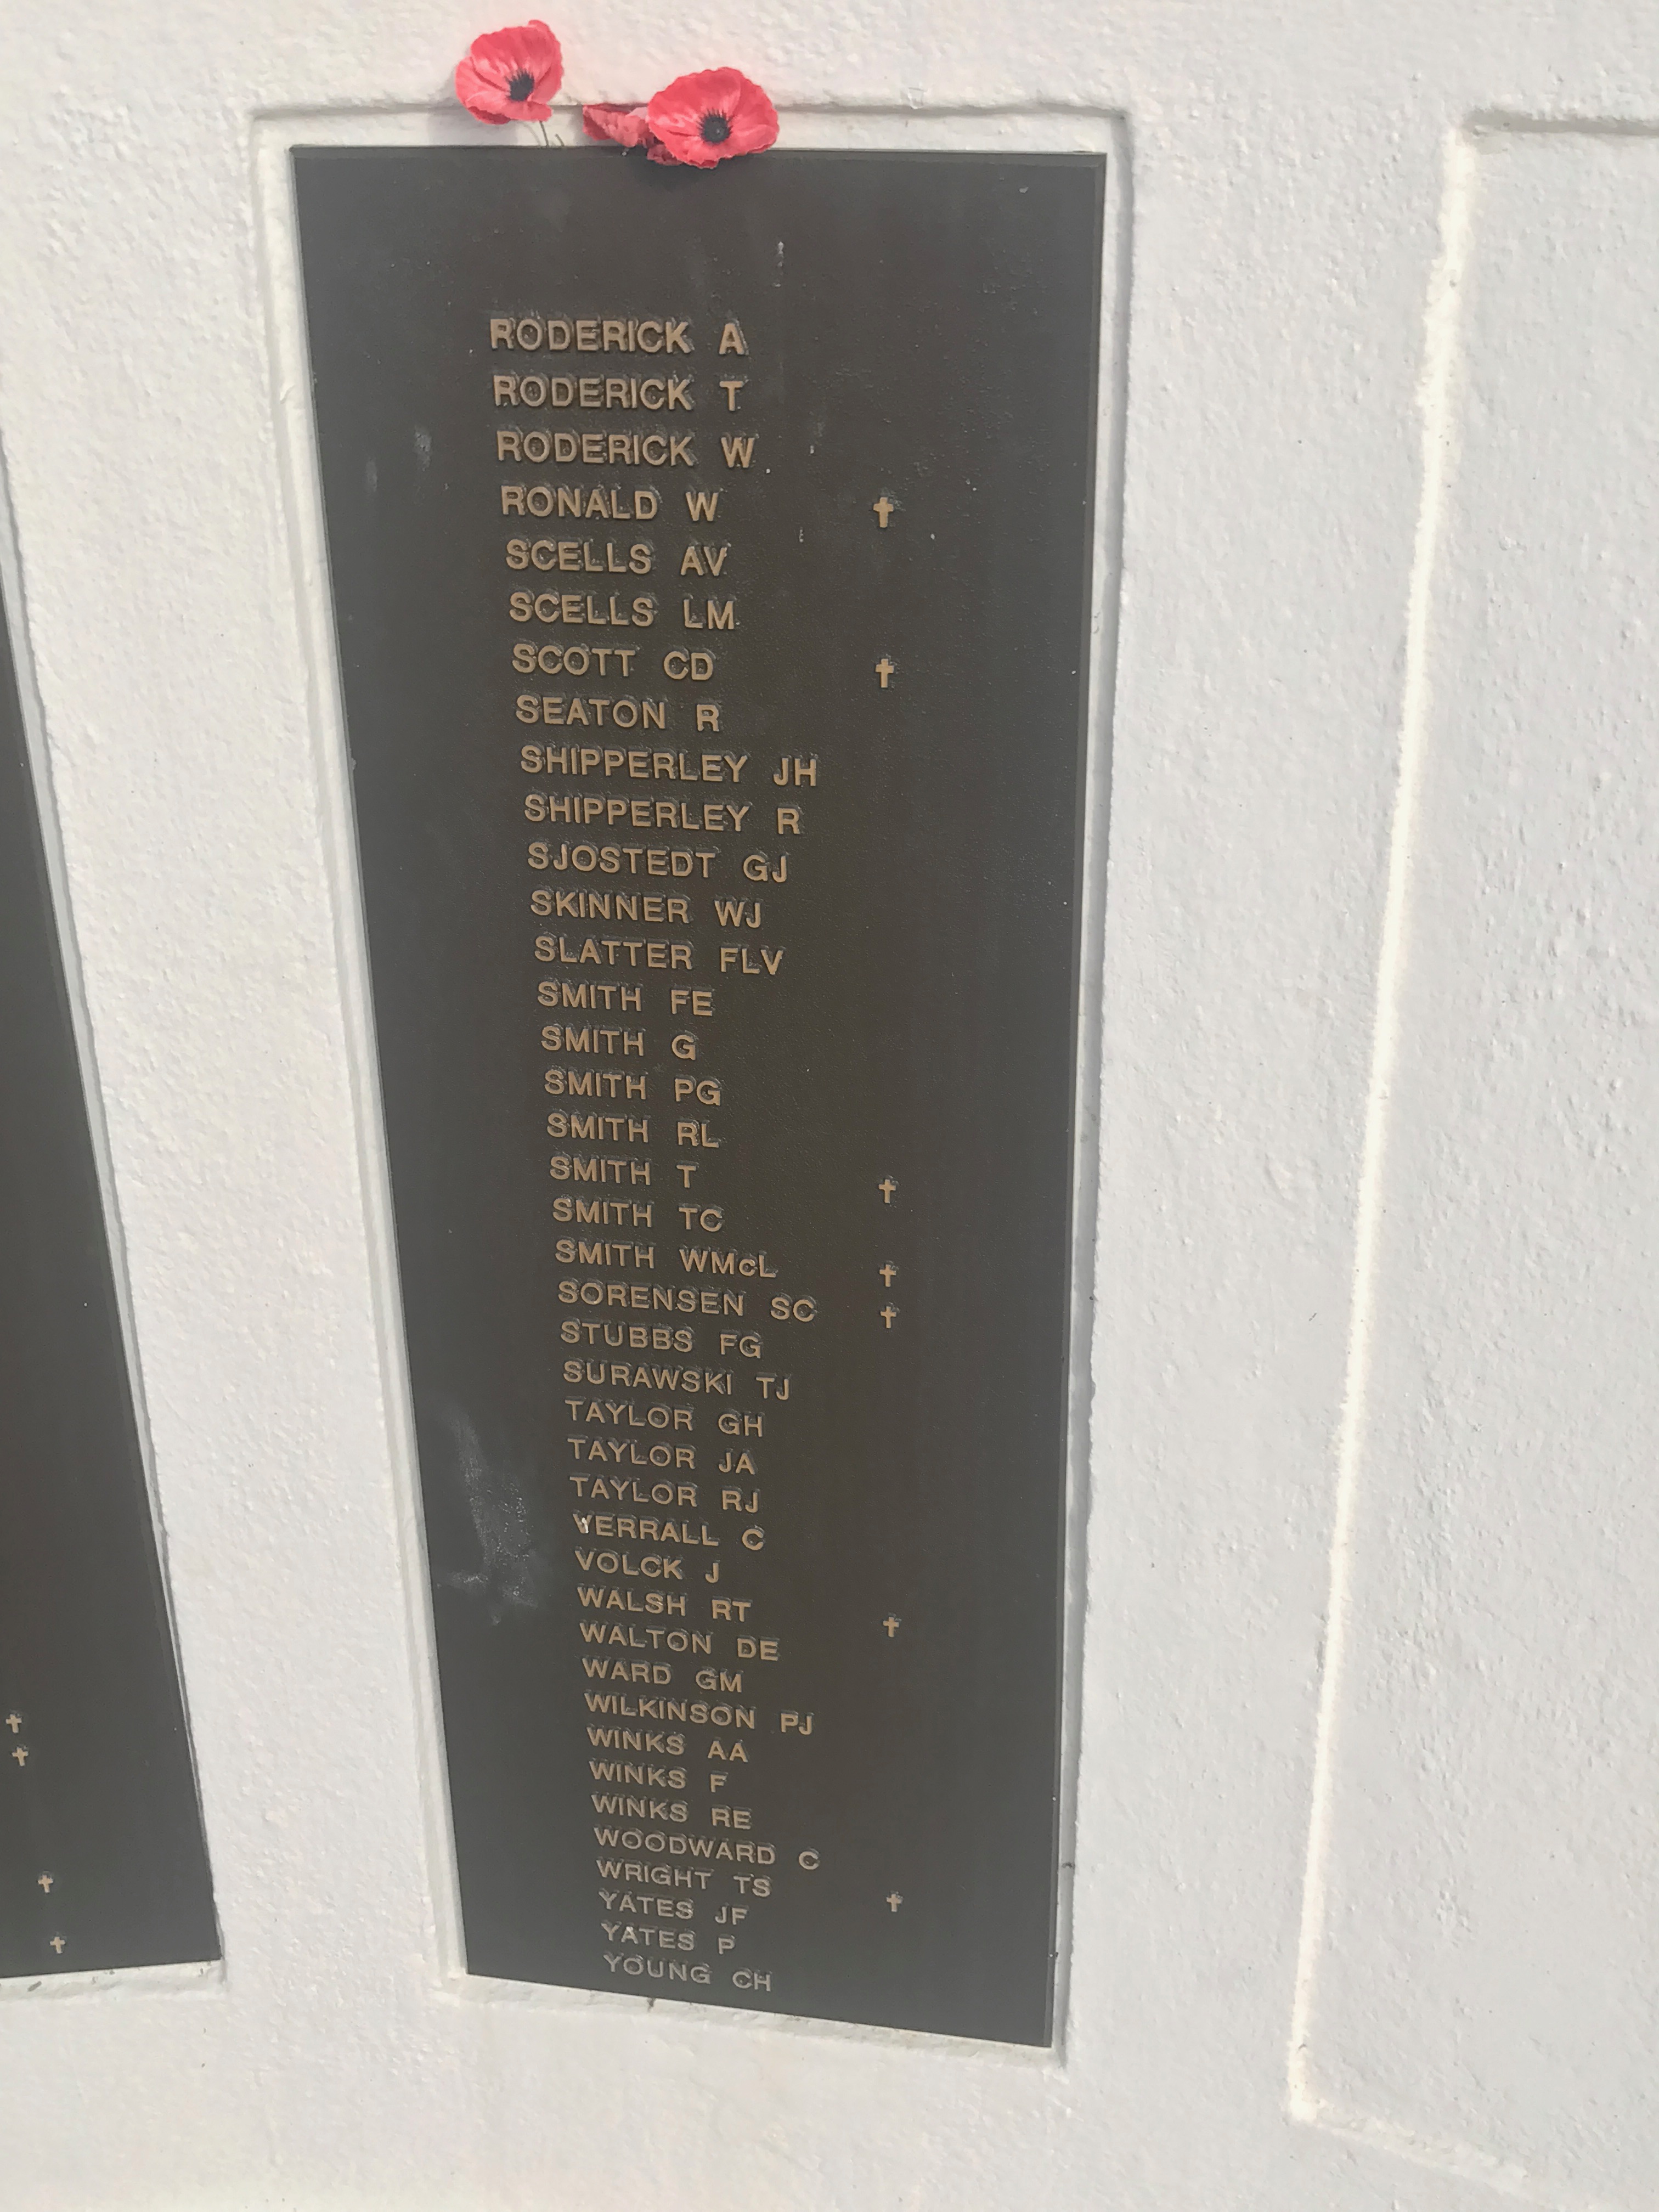 RODERICK A
RODERICK T
RODERICK W
RONALD W †
SCELLS AV
SCELLS LM
SCOTT CD †
SEATON R
SHIPPERLEY JH
SHIPPERLEY R
SJOSTEDT GJ
SKINNER WJ
SLATTER FLV
SMITH FE
SMITH G
SMITH PG
SMITH RL
SMITH T †
SMITH TC
SMITH WMcL †
SORENSEN SC †
STUBBS FG
SURAWSKI TJ
TAYLOR GH
TAYLOR JA
TAYLOR RJ
VERRALL C
VOLCK J
WALSH RT †
WALTON DE
WARD GM
WILKINSON PJ
WINKS AA
WINKS F
WINKS RE
WOODWARD C
WRIGHT TS †
YATES JF
YATES P
YOUNG CH